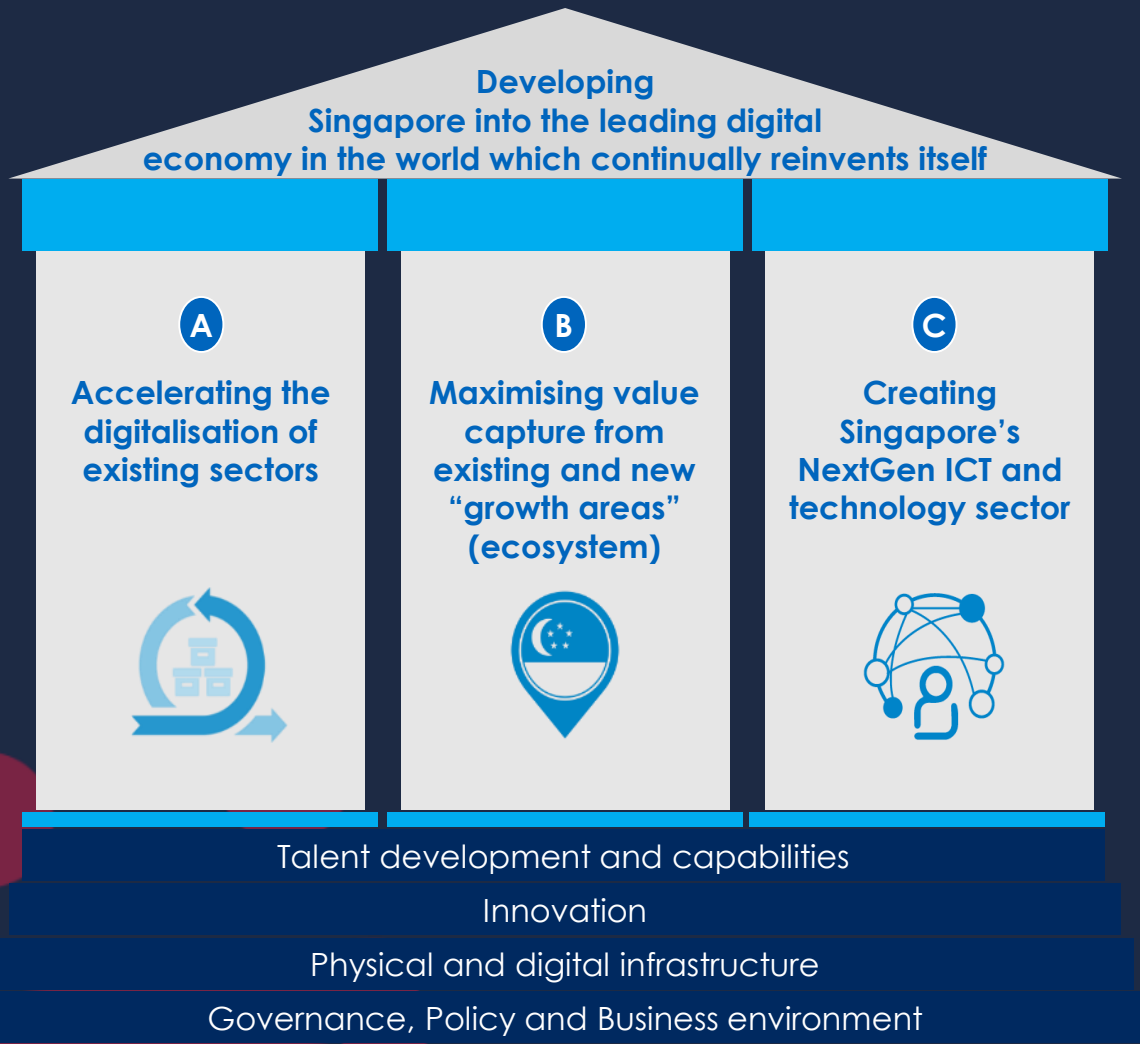 Developing
Singapore into the leading digital
economy in the world which continually reinvents itself
A
Accelerating the
digitalisation of
existing sectors
B
Maximising value
capture from
existing and new
“growth areas”
(ecosystem)
C
Creating
Singapore’s
NextGen ICT and
technology sector
Talent development and capabilities
Innovation
Physical and digital infrastructure
Governance, Policy and Business environment